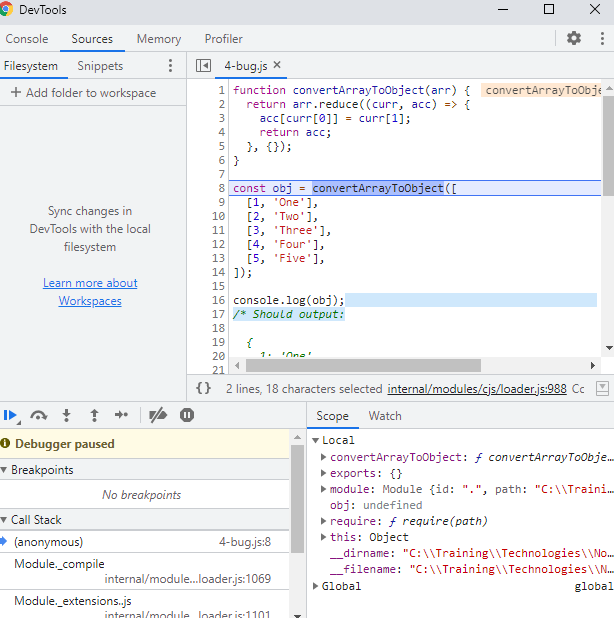 DevTools
Console Sources Memory Profiler
Filesystem Snippets
4-bug.js
+ Add folder to workspace
Sync changes in
DevTools with the local
filesystem
Learn more about
Workspaces
1 function convertArrayToObject(arr) { convertArrayToObje
2 return arr.reduce((curr, acc) => {
3 acc[curr[0]] = curr[1];
4 return acc;
5 }, {});
6 }
7
8 const obj = convertArrayToObject([
9 [1, 'One'],
10 [2, 'Two'],
11 [3, 'Three'],
12 [4, 'Four'],
13 [5, 'Five'],
14 ]);
15
16 console.log(obj);
17 /* Should output:
18
19 {
20 1: 'One'
21
{} 2 lines, 18 characters selected internal/modules/cjs/loader.js:988 Cc
Debugger paused
Breakpoints
No breakpoints
Call Stack
(anonymous) 4-bug.js:8
Module._compile
internal/module…loader.js:1069
Module._extensions..js
internal/module…loader.js:1101
Scope Watch
Local
convertArrayToObject: ƒ convertArrayToObje…
exports: {}
module: Module {id: ".", path: "C:\\Traini…
obj: undefined
require: ƒ require(path)
this: Object
__dirname: "C:\\Training\\Technologies\\No…
__filename: "C:\\Training\\Technologies\\N…
Global global